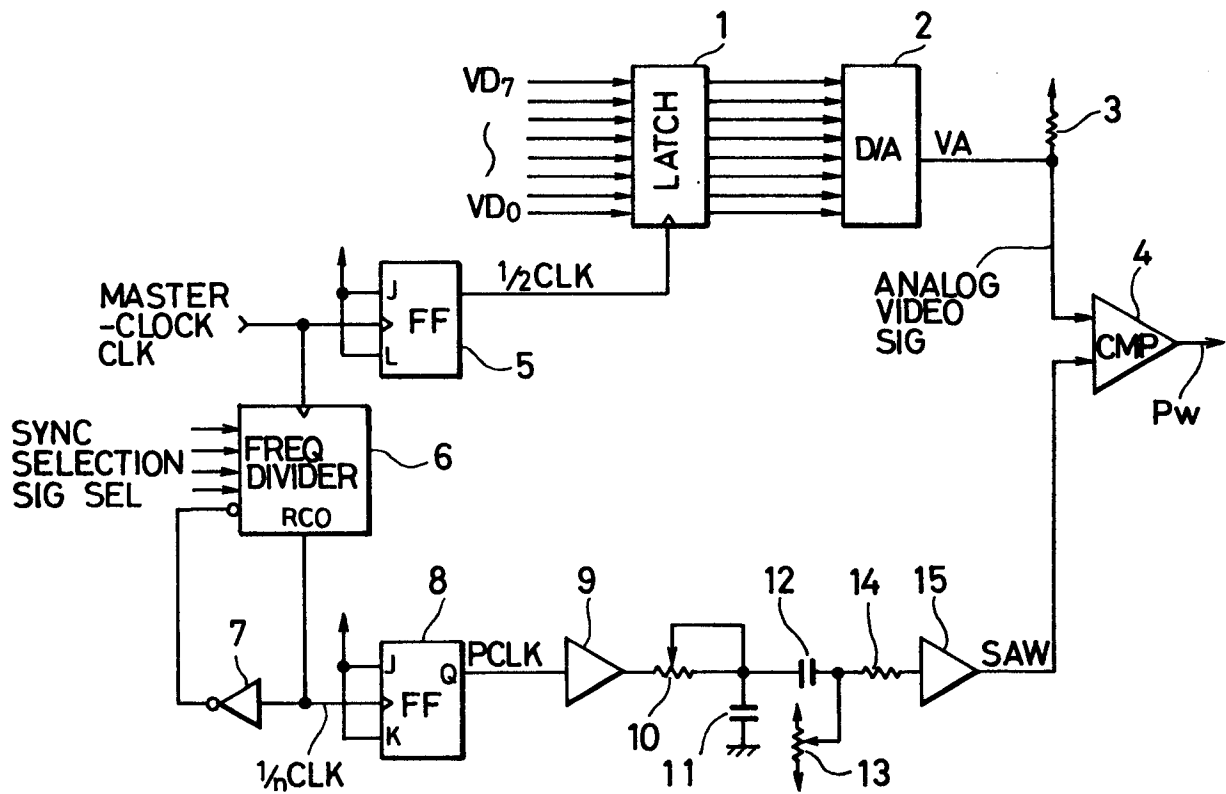 1
2
VD7
VD0
LATCH
D/A
VA
3
ANALOG
VIDEO
SIG
4
CMP
PW
MASTER
-CLOCK
CLK
J
FF
L
1/2CLK
5
SYNC
SELECTION
SIG SEL
FREQ
DIVIDER
RCO
6
7
1/nCLK
8
J
Q
FF
K
PCLK
9
10
11
12
13
14
15
SAW